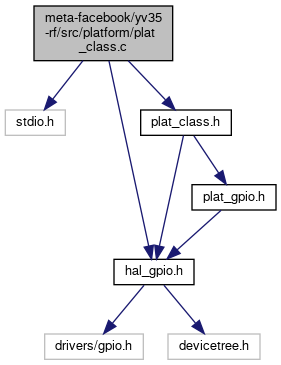 meta-facebook/yv35
-rf/src/platform/plat
_class.c
stdio.h
plat_class.h
plat_gpio.h
hal_gpio.h
drivers/gpio.h
devicetree.h